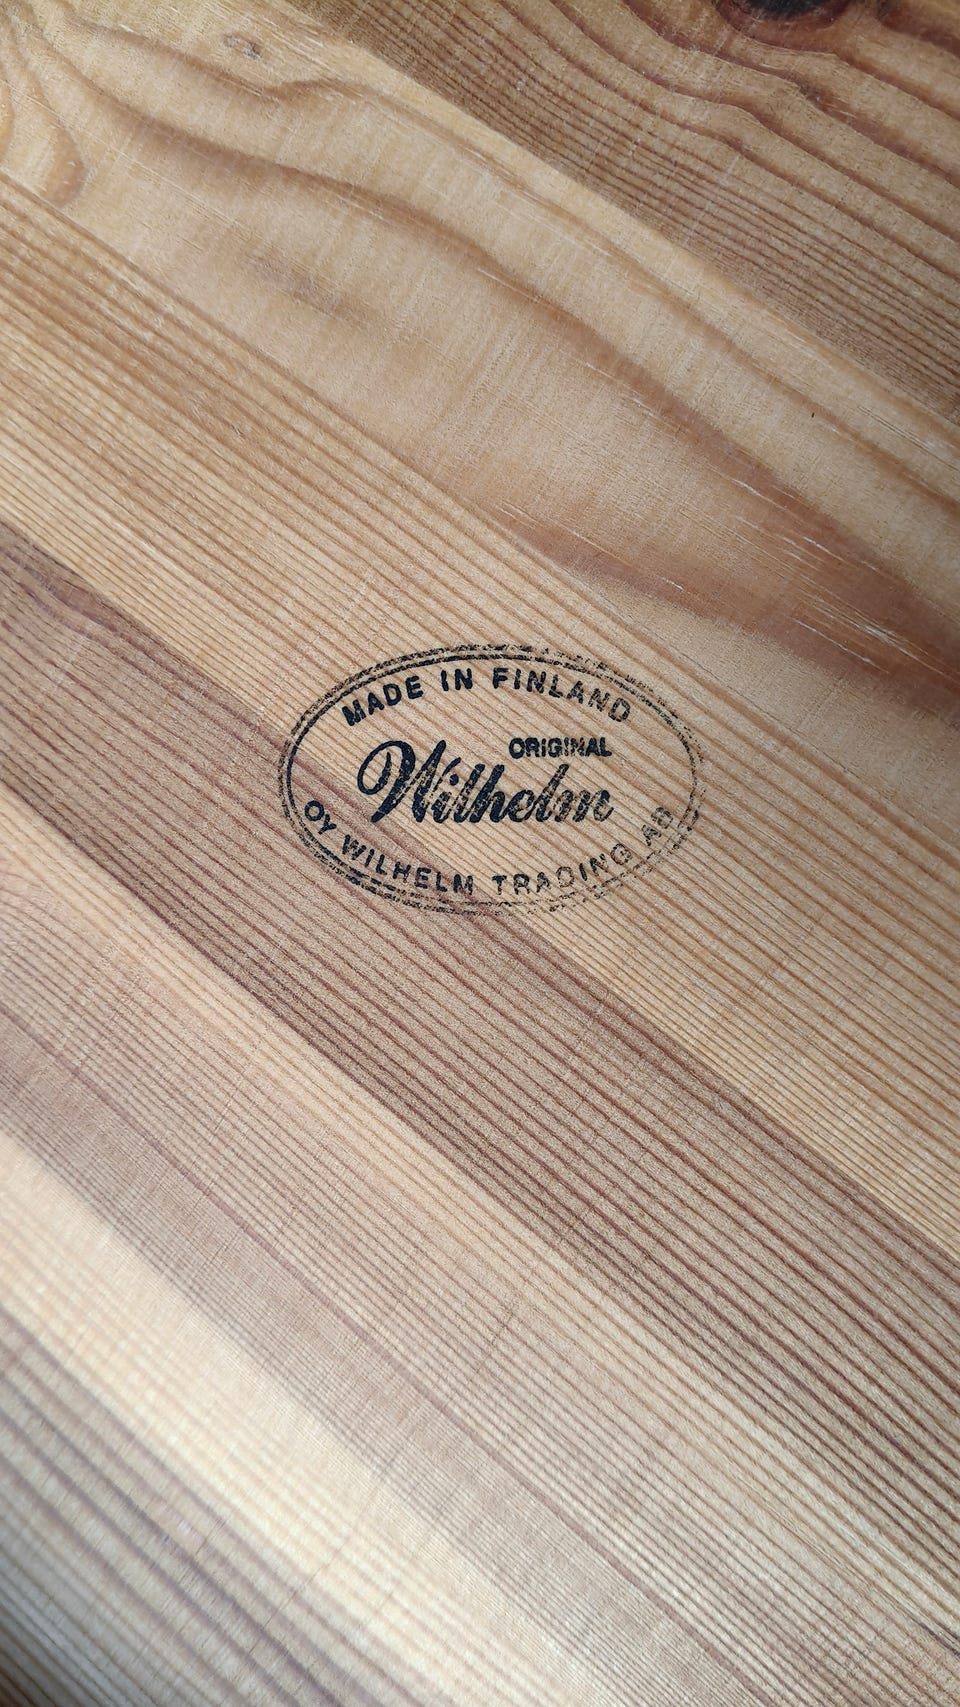 MADE IN FINLAND
ORIGINAL
Wilhelm
OY WILHELM TRADING AB